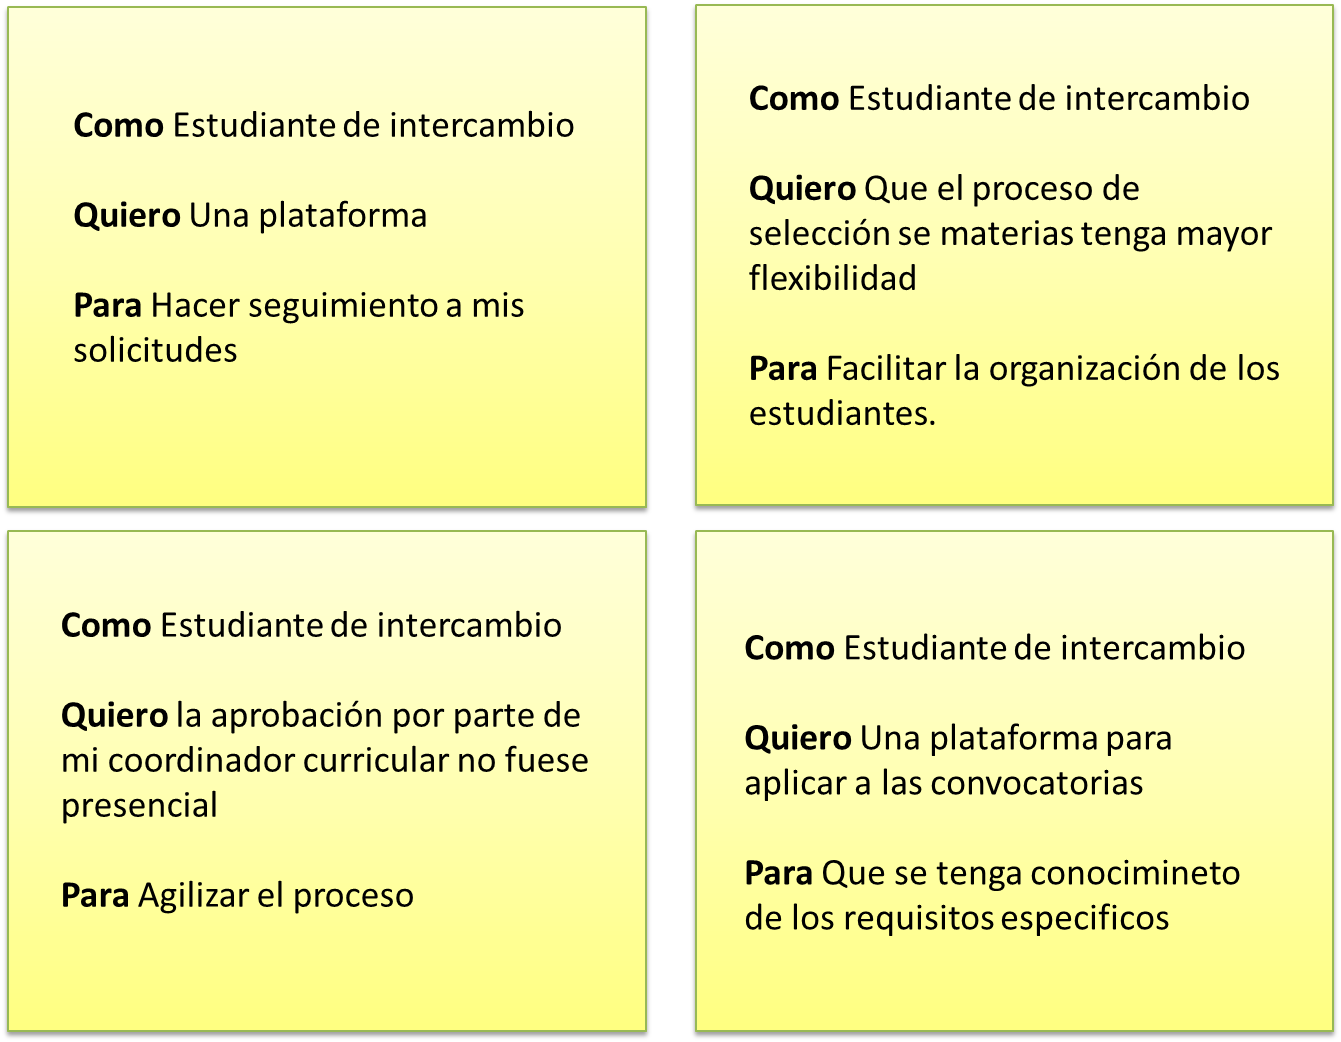 Como Estudiante de intercambio
Quiero Una plataforma
Para Hacer seguimiento a mis
solicitudes
Como Estudiante de intercambio
Quiero Que el proceso de
selección se materias tenga mayor
flexibilidad
Para Facilitar la organización de los
estudiantes.
Como Estudiante de intercambio
Quiero la aprobación por parte de
mi coordinador curricular no fuese
presencial
Para Agilizar el proceso
Como Estudiante de intercambio
Quiero Una plataforma para
aplicar a las convocatorias
Para Que se tenga conocimineto
de los requisitos especificos